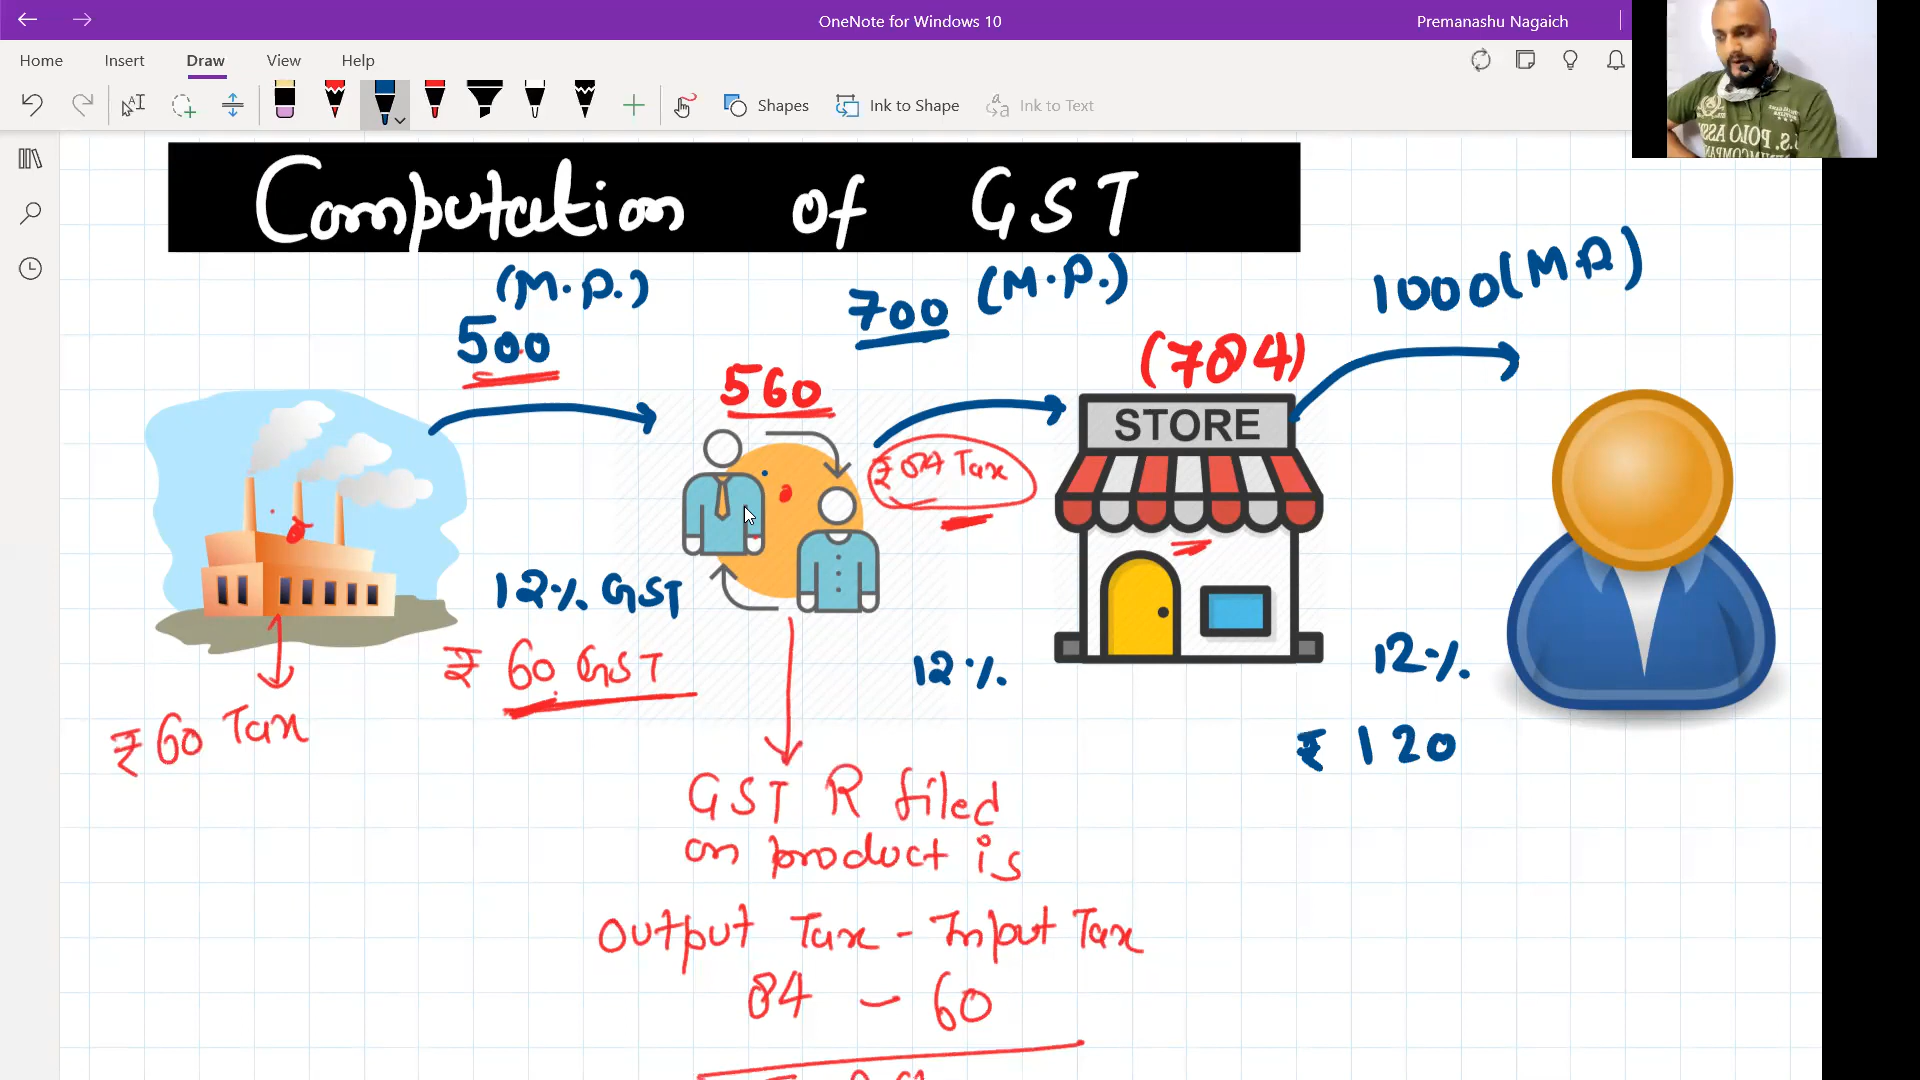 OneNote for Windows 10
Premanashu Nagaich
Home Insert Draw View Help
Shapes Ink to Shape Ink to Text
Computation of GST
(M.P.) (M.P.) 1000(M.P.)
500 700
560 (784)
STORE
₹ 84 Tax
12% GST
₹ 60 GST 12% 12%
₹60 Tax ₹ 120
GST R filed
on product is
Output Tax - Input Tax
84 - 60
U.S. POLO ASS